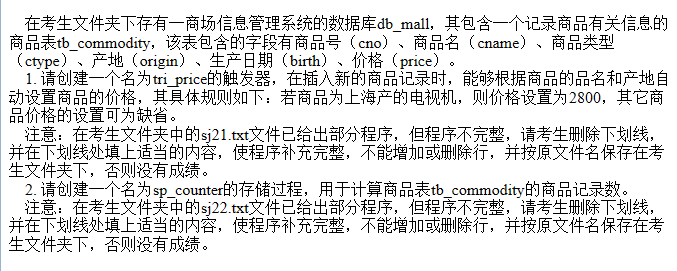 在考生文件夹下存有一商场信息管理系统的数据库db_mall，其包含一个记录商品有关信息的
商品表tb_commodity，该表包含的字段有商品号（cno）、商品名（cname）、商品类型
（ctype）、产地（origin）、生产日期（birth）、价格（price）。
1. 请创建一个名为tri_price的触发器，在插入新的商品记录时，能够根据商品的品名和产地自
动设置商品的价格，其具体规则如下：若商品为上海产的电视机，则价格设置为2800，其它商
品价格的设置可为缺省。
注意：在考生文件夹中的sj21.txt文件已给出部分程序，但程序不完整，请考生删除下划线，
并在下划线处填上适当的内容，使程序补充完整，不能增加或删除行，并按原文件名保存在考
生文件夹下，否则没有成绩。
2. 请创建一个名为sp_counter的存储过程，用于计算商品表tb_commodity的商品记录数。
注意：在考生文件夹中的sj22.txt文件已给出部分程序，但程序不完整，请考生删除下划线，
并在下划线处填上适当的内容，使程序补充完整，不能增加或删除行，并按原文件名保存在考
生文件夹下，否则没有成绩。